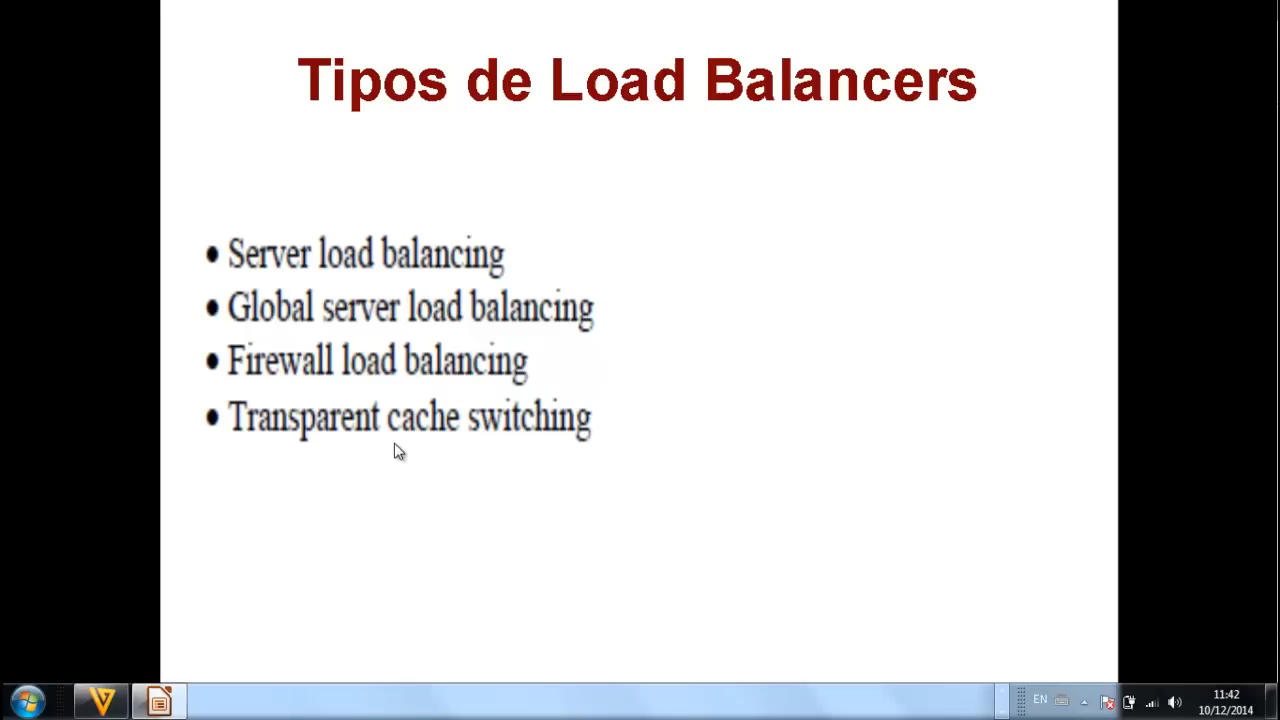 Tipos de Load Balancers
• Server load balancing
• Global server load balancing
• Firewall load balancing
• Transparent cache switching
EN
11:42
10/12/2014